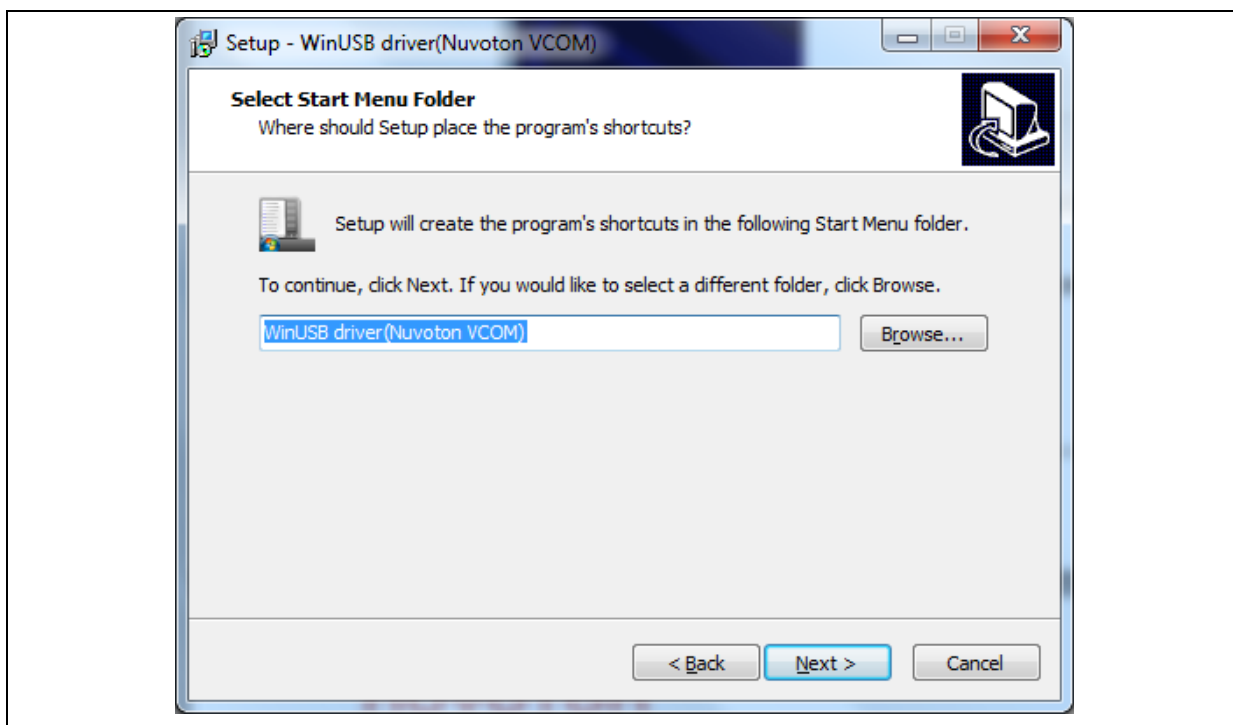 Setup - WinUSB driver(Nuvoton VCOM)
Select Start Menu Folder
Where should Setup place the program's shortcuts?
Setup will create the program's shortcuts in the following Start Menu folder.
To continue, click Next. If you would like to select a different folder, click Browse.
WinUSB driver(Nuvoton VCOM)
Browse...
< Back
Next >
Cancel